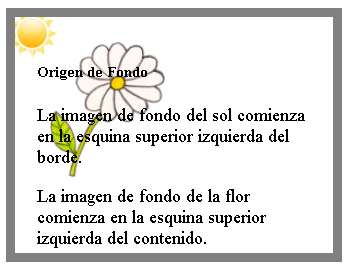 Origen de Fondo
La imagen de fondo del sol comienza
en la esquina superior izquierda del
borde.
La imagen de fondo de la flor
comienza en la esquina superior
izquierda del contenido.